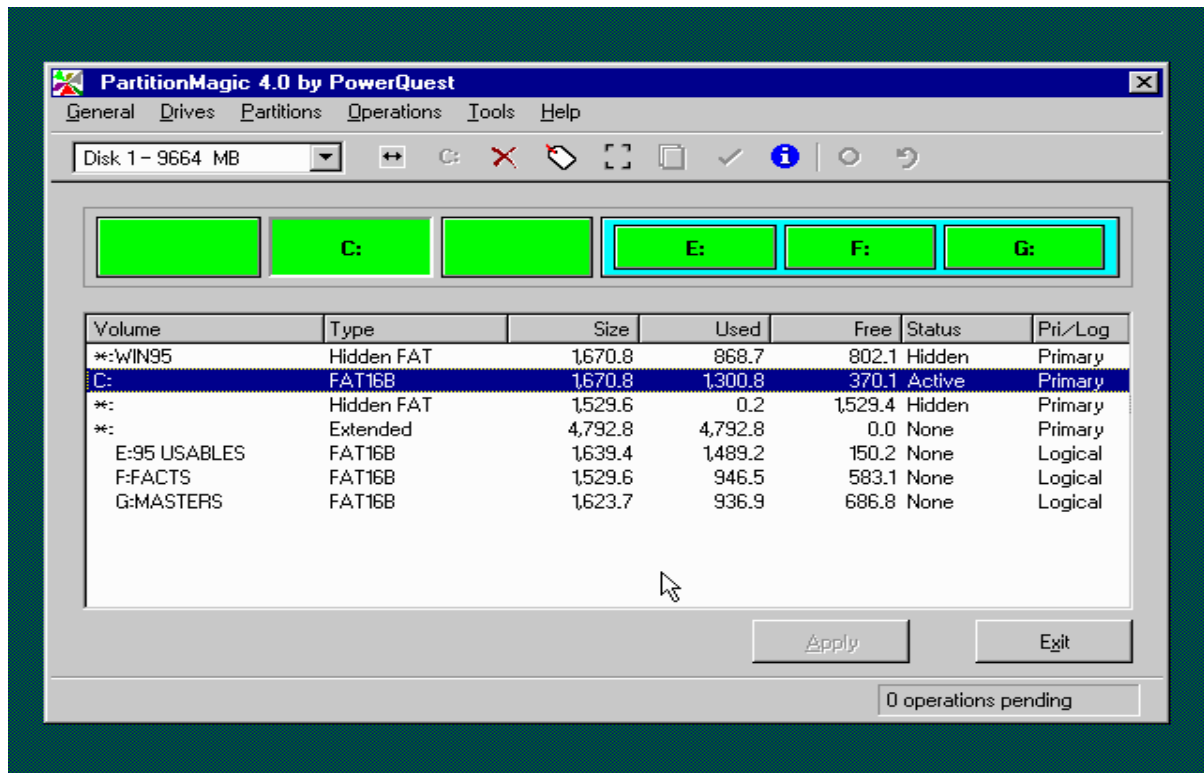 PartitionMagic 4.0 by PowerQuest
General Drives Partitions Operations Tools Help
Disk 1 – 9664 MB C:
C: E: F: G:
Volume Type Size Used Free Status Pri/Log
*:WIN95 Hidden FAT 1,670.8 868.7 802.1 Hidden Primary
C: FAT16B 1,670.8 1,300.8 370.1 Active Primary
*: Hidden FAT 1,529.6 0.2 1,529.4 Hidden Primary
*: Extended 4,792.8 4,792.8 0.0 None Primary
E:95 USABLES FAT16B 1,639.4 1,489.2 150.2 None Logical
F:FACTS FAT16B 1,529.6 946.5 583.1 None Logical
G:MASTERS FAT16B 1,623.7 936.9 686.8 None Logical
Apply Exit
0 operations pending